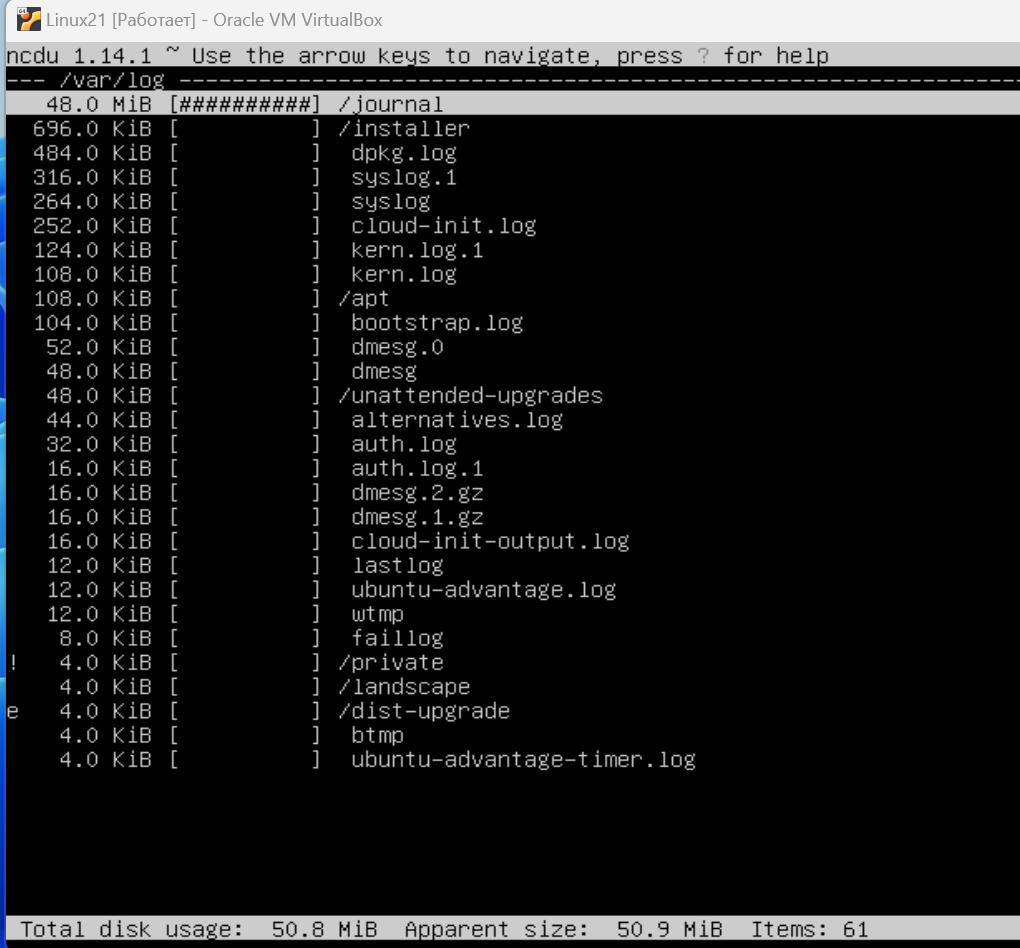 64
Linux21 [Работает] - Oracle VM VirtualBox
ncdu 1.14.1 ~ Use the arrow keys to navigate, press ? for help
--- /var/log ----------------------------------------------------------------
48.0 MiB [##########] /journal
696.0 KiB [          ] /installer
484.0 KiB [          ]  dpkg.log
316.0 KiB [          ]  syslog.1
264.0 KiB [          ]  syslog
252.0 KiB [          ]  cloud-init.log
124.0 KiB [          ]  kern.log.1
108.0 KiB [          ]  kern.log
108.0 KiB [          ] /apt
104.0 KiB [          ]  bootstrap.log
52.0 KiB [          ]  dmesg.0
48.0 KiB [          ]  dmesg
48.0 KiB [          ] /unattended-upgrades
44.0 KiB [          ]  alternatives.log
32.0 KiB [          ]  auth.log
16.0 KiB [          ]  auth.log.1
16.0 KiB [          ]  dmesg.2.gz
16.0 KiB [          ]  dmesg.1.gz
16.0 KiB [          ]  cloud-init-output.log
12.0 KiB [          ]  lastlog
12.0 KiB [          ]  ubuntu-advantage.log
12.0 KiB [          ]  wtmp
8.0 KiB [          ]  faillog
! 4.0 KiB [          ] /private
4.0 KiB [          ] /landscape
e 4.0 KiB [          ] /dist-upgrade
4.0 KiB [          ]  btmp
4.0 KiB [          ]  ubuntu-advantage-timer.log
Total disk usage:  50.8 MiB  Apparent size:  50.9 MiB  Items: 61